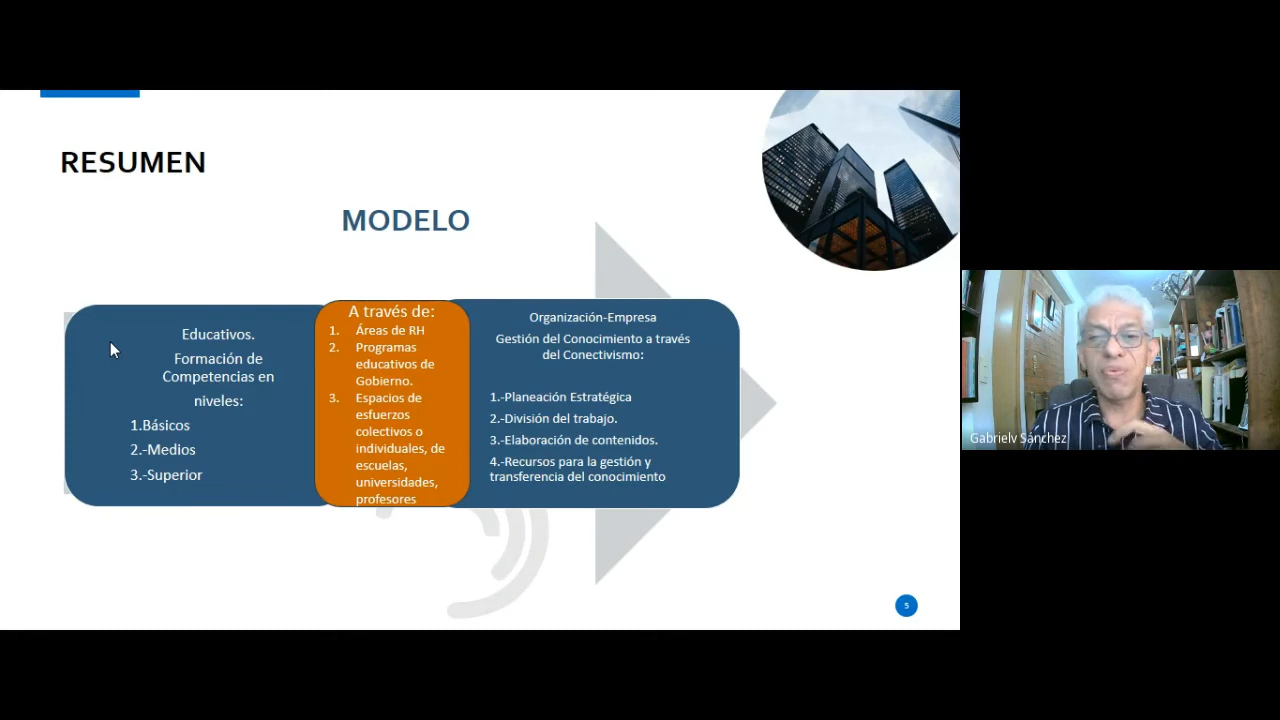 RESUMEN
MODELO
Educativos.
Formación de
Competencias en
niveles:
1.Básicos
2.-Medios
3.-Superior
A través de:
1. Áreas de RH
2. Programas
educativos de
Gobierno.
3. Espacios de
esfuerzos
colectivos o
individuales, de
escuelas,
universidades,
profesores
Organización-Empresa
Gestión del Conocimiento a través
del Conectivismo:
1.-Planeación Estratégica
2.-División del trabajo.
3.-Elaboración de contenidos.
4.-Recursos para la gestión y
transferencia del conocimiento
5
Gabrielv Sánchez